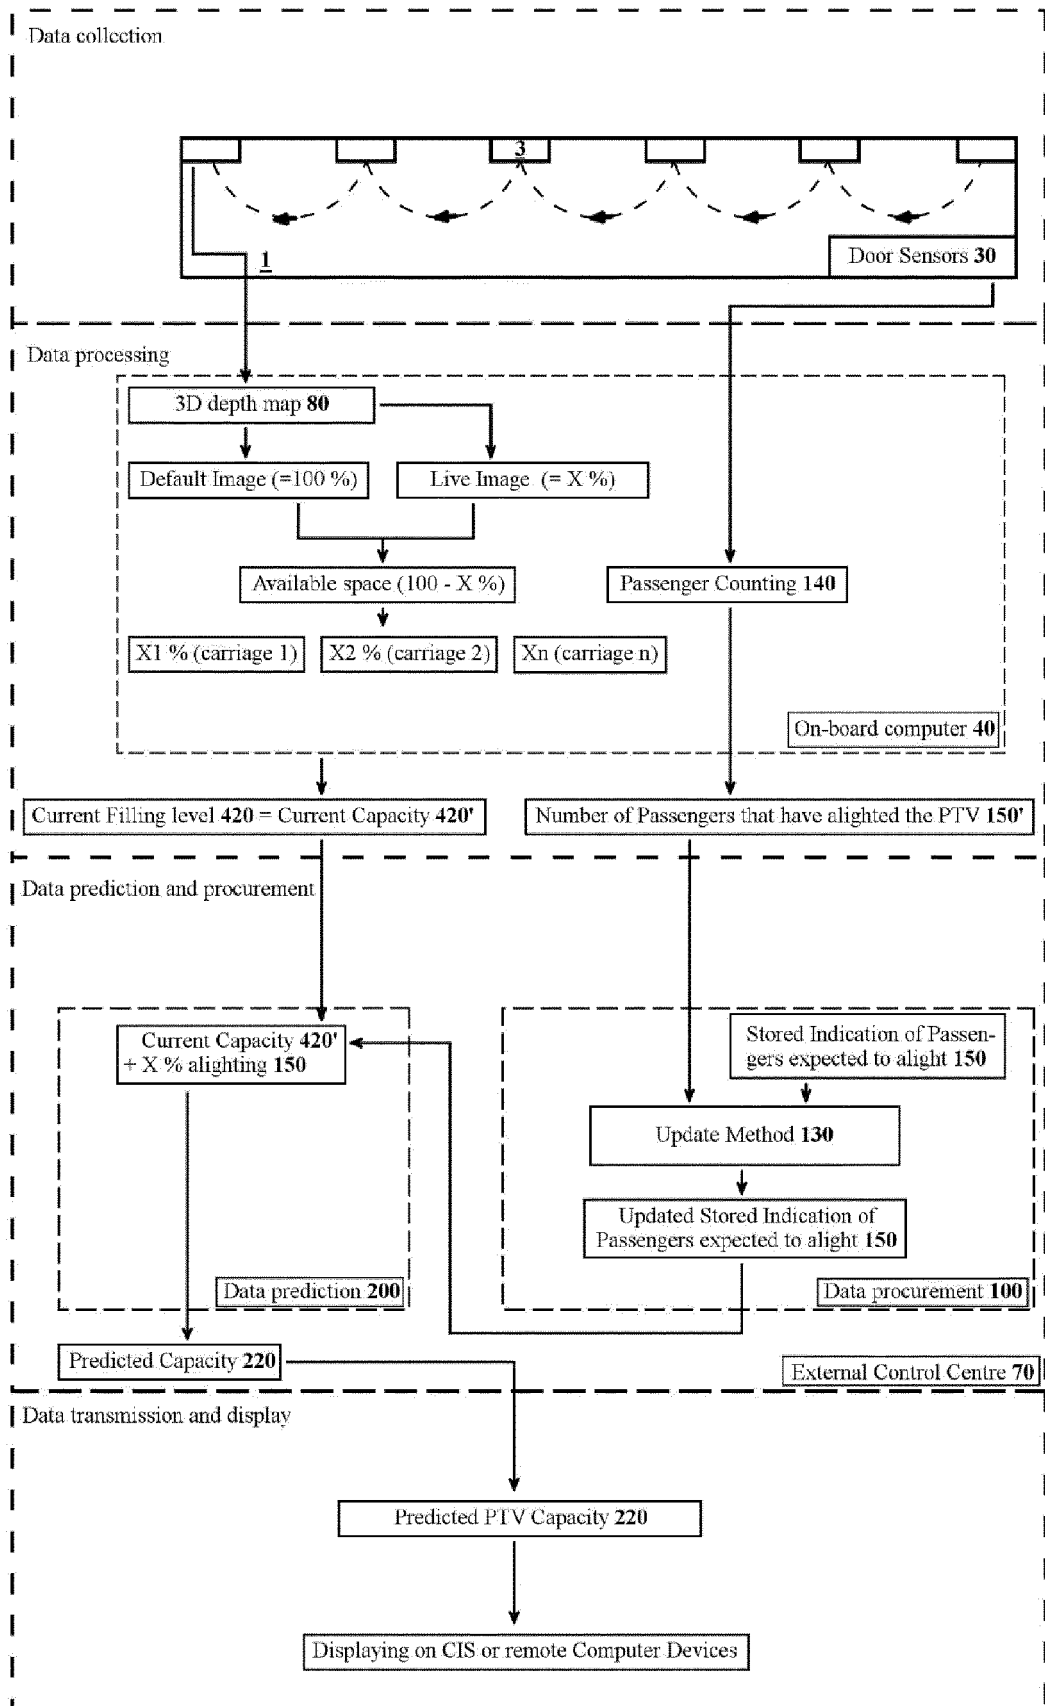 Data collection
3
1
Door Sensors 30
Data processing
3D depth map 80
Default Image (=100 %)
Live Image (= X %)
Available space (100 - X %)
Passenger Counting 140
X1 % (carriage 1)
X2 % (carriage 2)
Xn (carriage n)
On-board computer 40
Current Filling level 420 = Current Capacity 420'
Number of Passengers that have alighted the PTV 150'
Data prediction and procurement
Current Capacity 420'
+ X % alighting 150
Stored Indication of Passen-
gers expected to alight 150
Update Method 130
Updated Stored Indication of
Passengers expected to alight 150
Data prediction 200
Data procurement 100
Predicted Capacity 220
External Control Centre 70
Data transmission and display
Predicted PTV Capacity 220
Displaying on CIS or remote Computer Devices